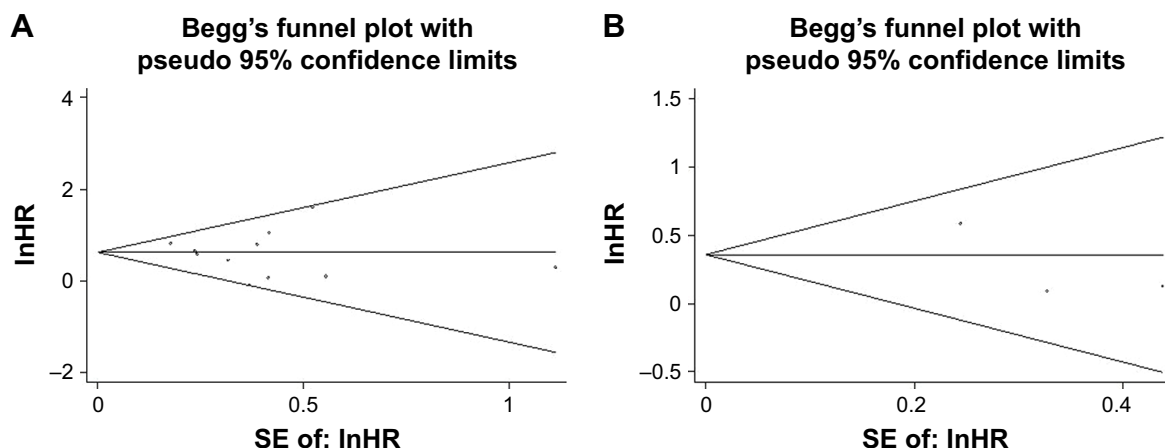 A
Begg’s funnel plot with
pseudo 95% confidence limits
4
2
0
–2
lnHR
0
0.5
1
SE of: lnHR
B
Begg’s funnel plot with
pseudo 95% confidence limits
1.5
1
0.5
0
–0.5
lnHR
0
0.2
0.4
SE of: lnHR